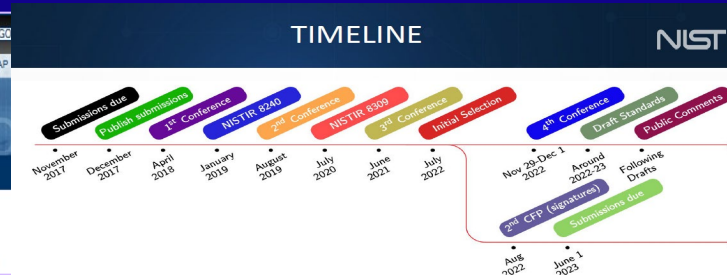 GO
AP
TIMELINE
NIST
Submissions due
Publish submissions
1st Conference
NISTIR 8240
2nd Conference
NISTIR 8309
3rd Conference
Initial Selection
4th Conference
Draft Standards
Public Comments
November 2017
December 2017
April 2018
January 2019
August 2019
July 2020
June 2021
July 2022
Nov 29-Dec 1 2022
Around 2022-23
Following Drafts
2nd CFP (signatures)
Submissions due
Aug 2022
June 1 2023